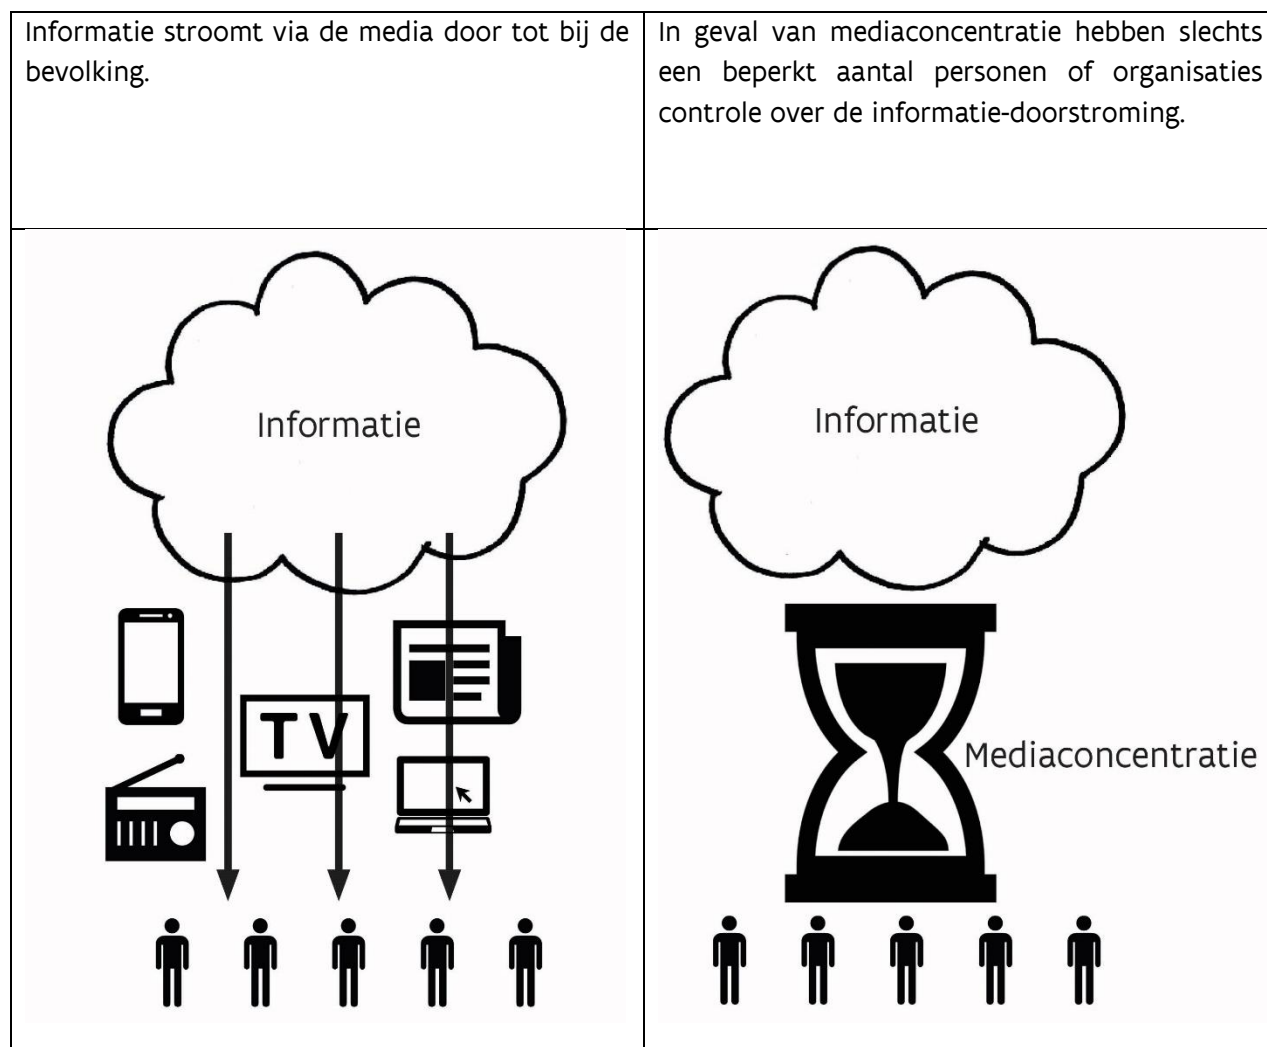 Informatie stroomt via de media door tot bij de
bevolking.
In geval van mediaconcentratie hebben slechts
een beperkt aantal personen of organisaties
controle over de informatie-doorstroming.
Informatie
TV
Informatie
Mediaconcentratie